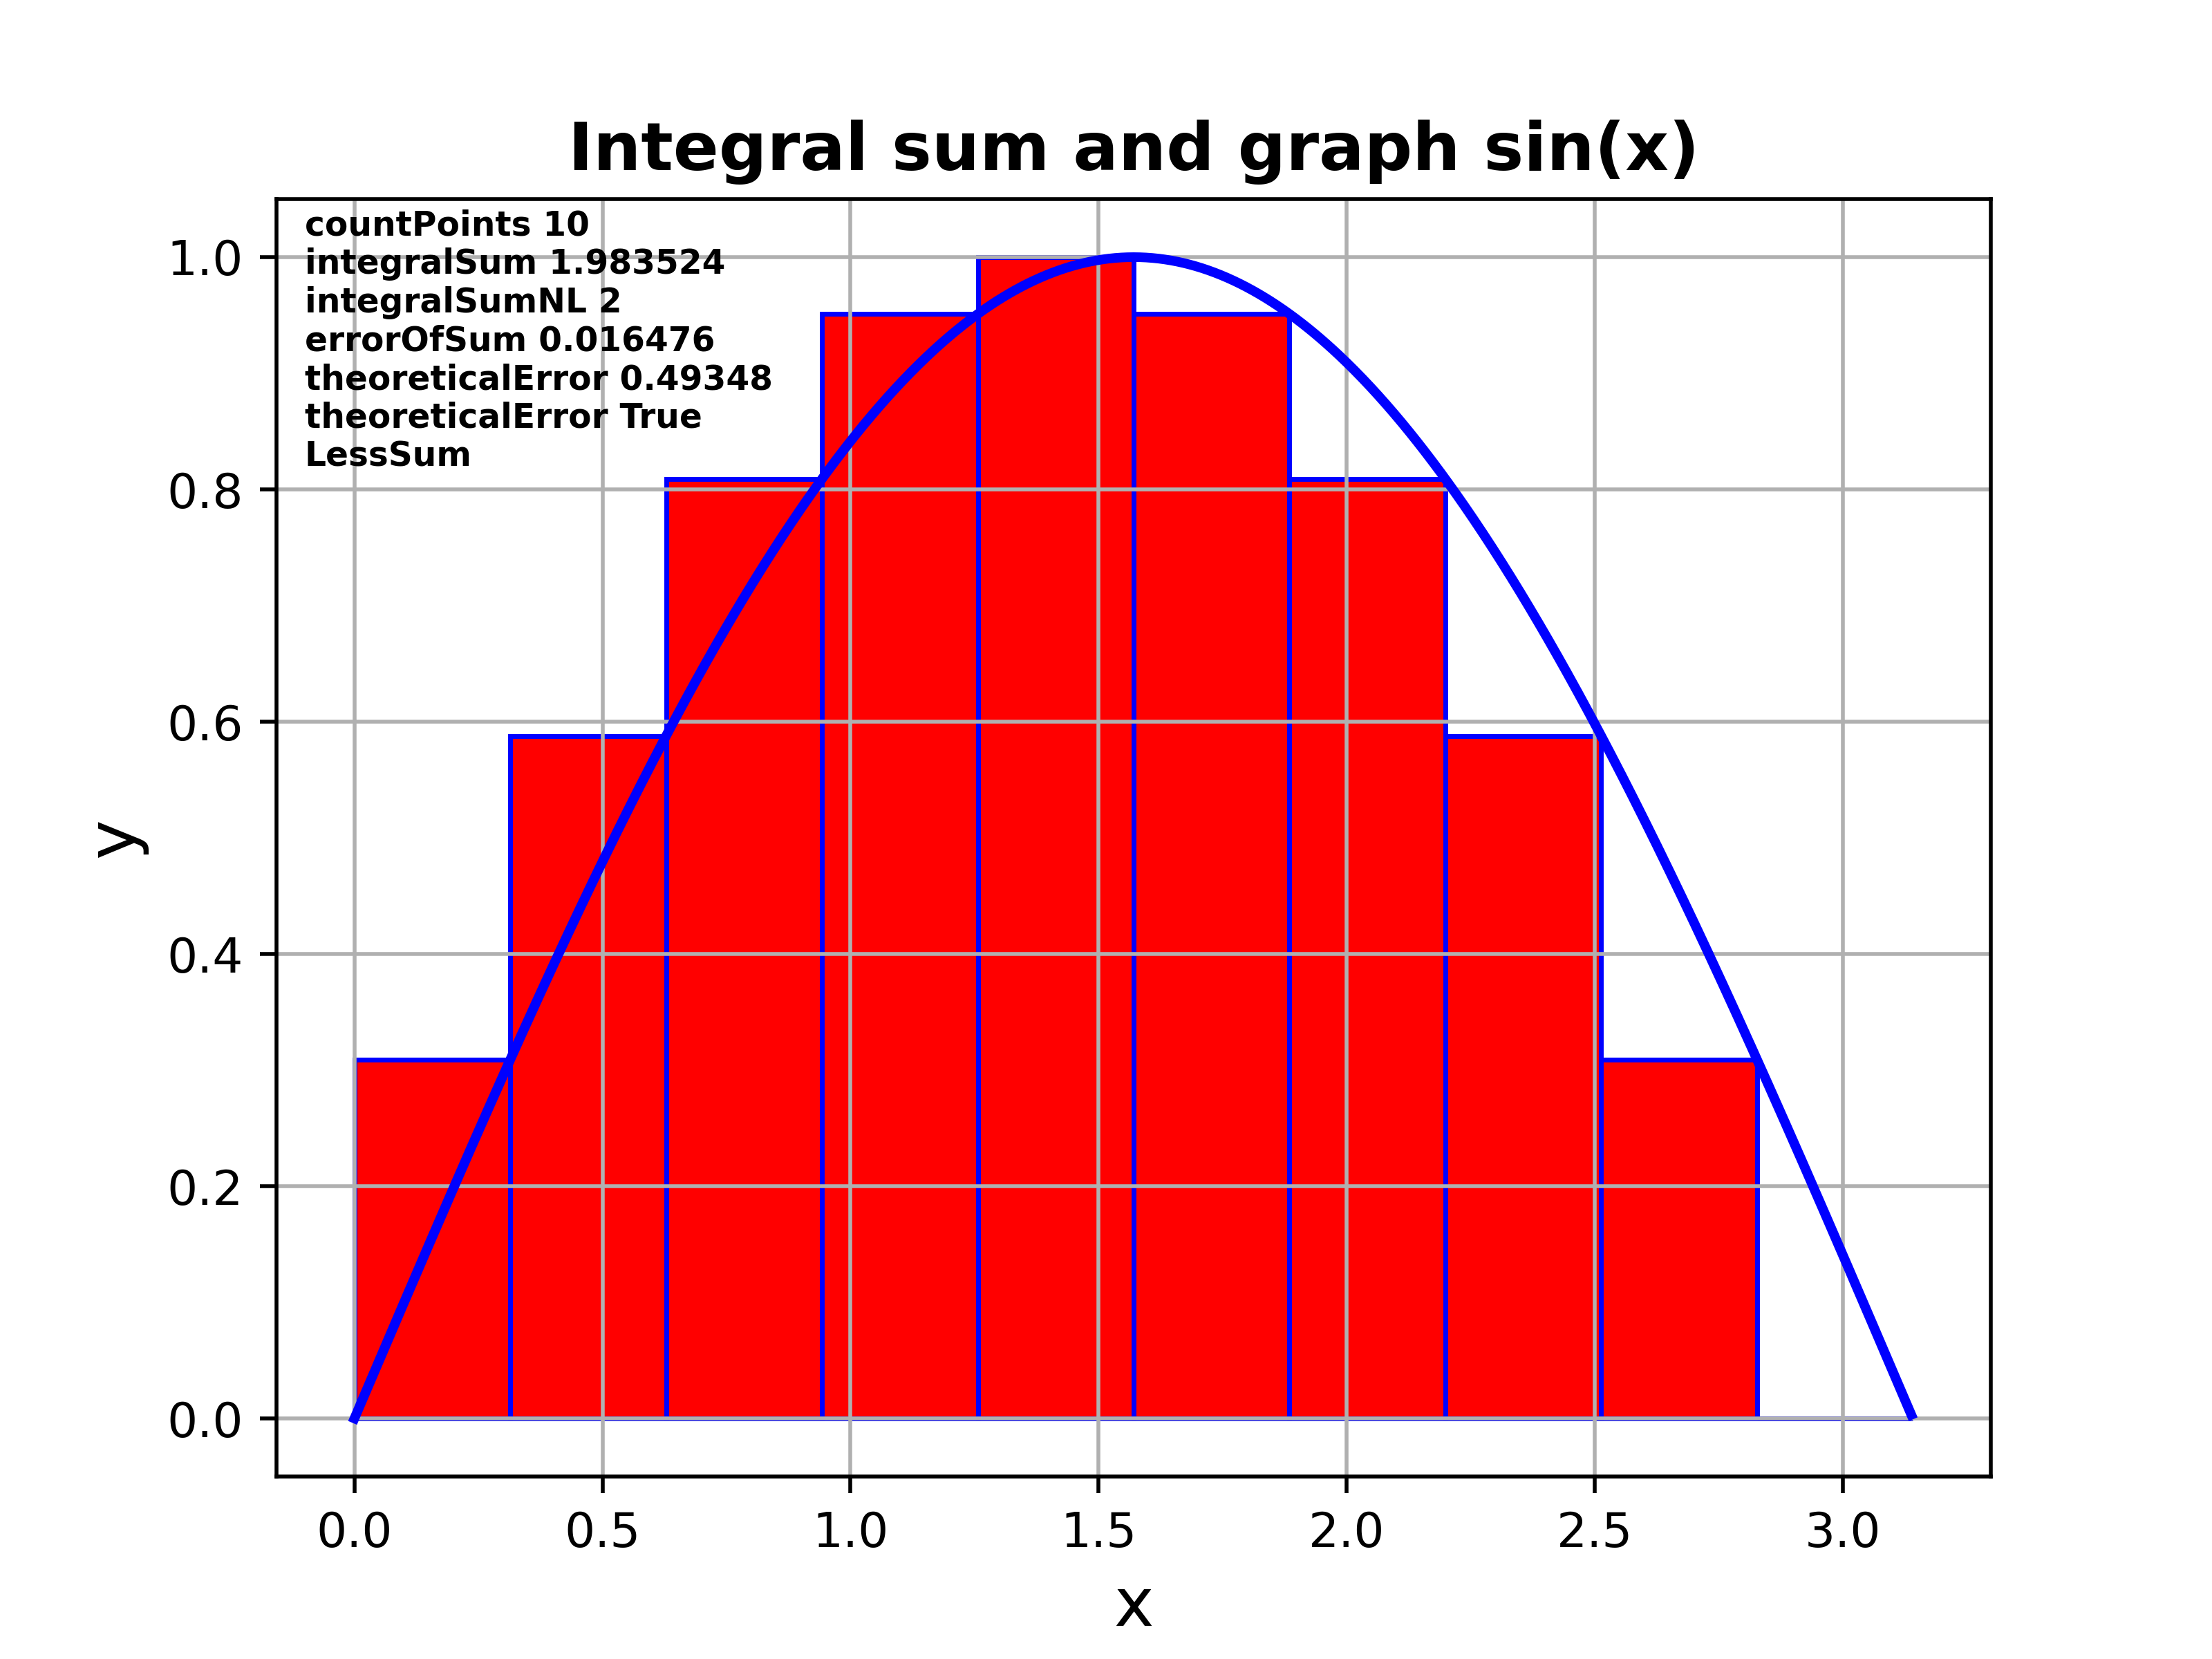 Integral sum and graph sin(x)
countPoints 10
integralSum 1.983524
integralSumNL 2
errorOfSum 0.016476
theoreticalError 0.49348
theoreticalError True
LessSum
1.0
0.8
0.6
0.4
0.2
0.0
y
0.0 0.5 1.0 1.5 2.0 2.5 3.0
x